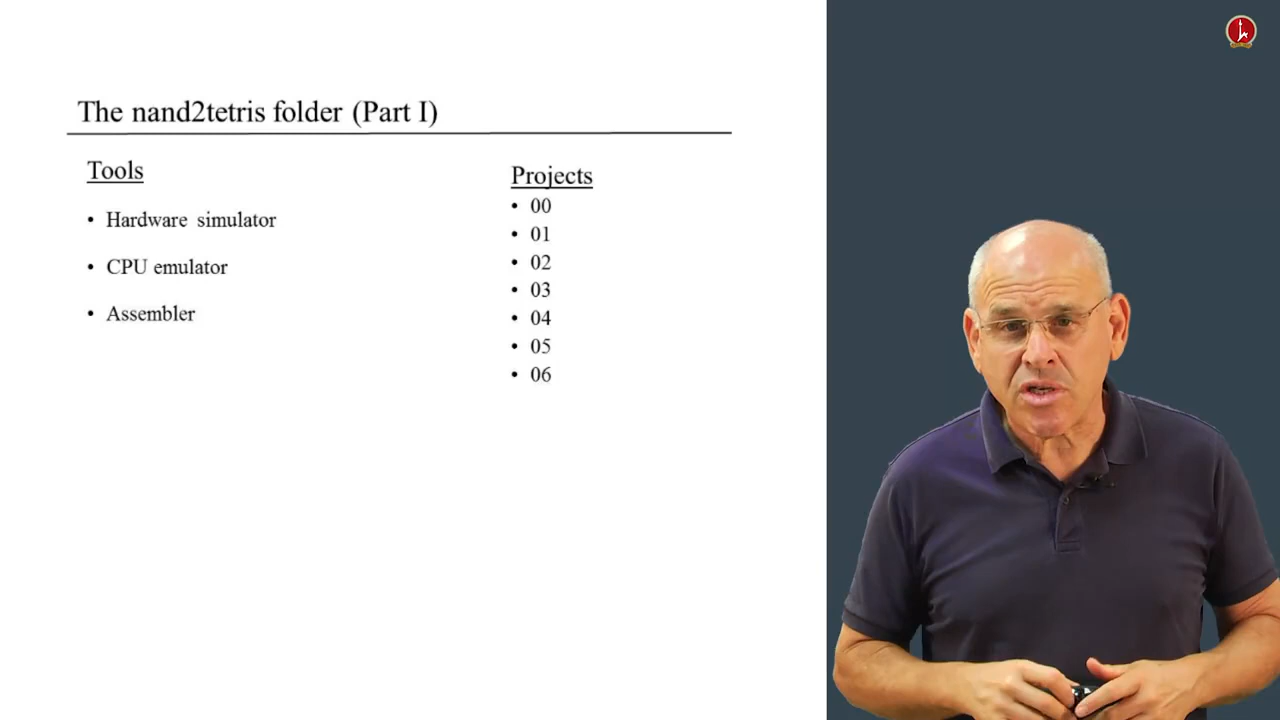 The nand2tetris folder (Part I)
Tools
• Hardware simulator
• CPU emulator
• Assembler
Projects
• 00
• 01
• 02
• 03
• 04
• 05
• 06